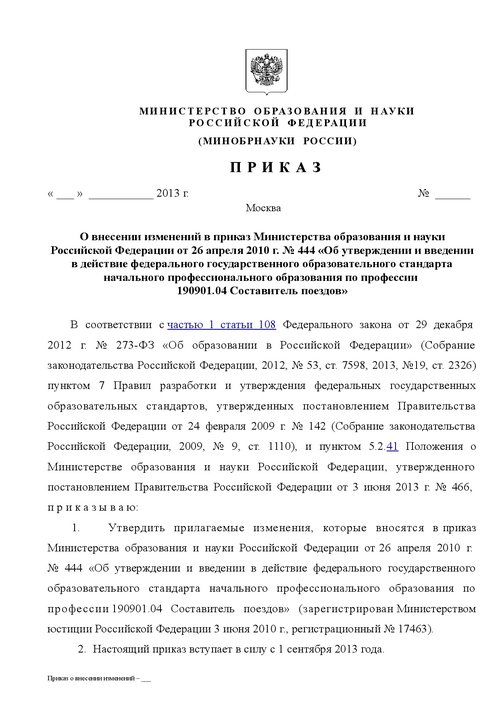 МИНИСТЕРСТВО ОБРАЗОВАНИЯ И НАУКИ
РОССИЙСКОЙ ФЕДЕРАЦИИ
(МИНОБРНАУКИ РОССИИ)
ПРИКАЗ
« ___ » ____________ 2013 г. № ______
Москва
О внесении изменений в приказ Министерства образования и науки
Российской Федерации от 26 апреля 2010 г. № 444 «Об утверждении и введении
в действие федерального государственного образовательного стандарта
начального профессионального образования по профессии
190901.04 Составитель поездов»
В соответствии с частью 1 статьи 108 Федерального закона от 29 декабря
2012 г. № 273-ФЗ «Об образовании в Российской Федерации» (Собрание
законодательства Российской Федерации, 2012, № 53, ст. 7598, 2013, №19, ст. 2326)
пунктом 7 Правил разработки и утверждения федеральных государственных
образовательных стандартов, утвержденных постановлением Правительства
Российской Федерации от 24 февраля 2009 г. № 142 (Собрание законодательства
Российской Федерации, 2009, № 9, ст. 1110), и пунктом 5.2.41 Положения о
Министерстве образования и науки Российской Федерации, утвержденного
постановлением Правительства Российской Федерации от 3 июня 2013 г. № 466,
приказываю:
1. Утвердить прилагаемые изменения, которые вносятся в приказ
Министерства образования и науки Российской Федерации от 26 апреля 2010 г.
№ 444 «Об утверждении и введении в действие федерального государственного
образовательного стандарта начального профессионального образования по
профессии 190901.04 Составитель поездов» (зарегистрирован Министерством
юстиции Российской Федерации 3 июня 2010 г., регистрационный № 17463).
2. Настоящий приказ вступает в силу с 1 сентября 2013 года.
Приказ о внесении изменений – __